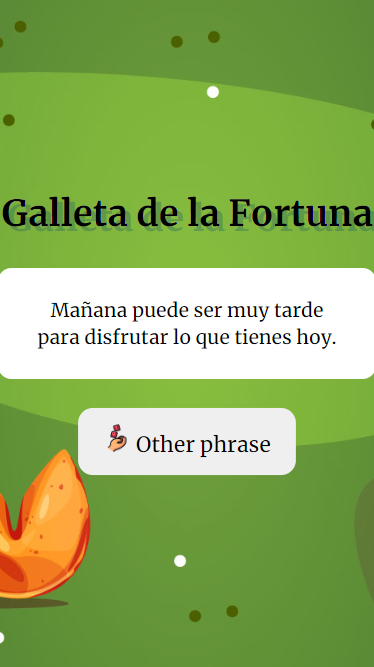 Galleta de la Fortuna
Mañana puede ser muy tarde
para disfrutar lo que tienes hoy.
Other phrase